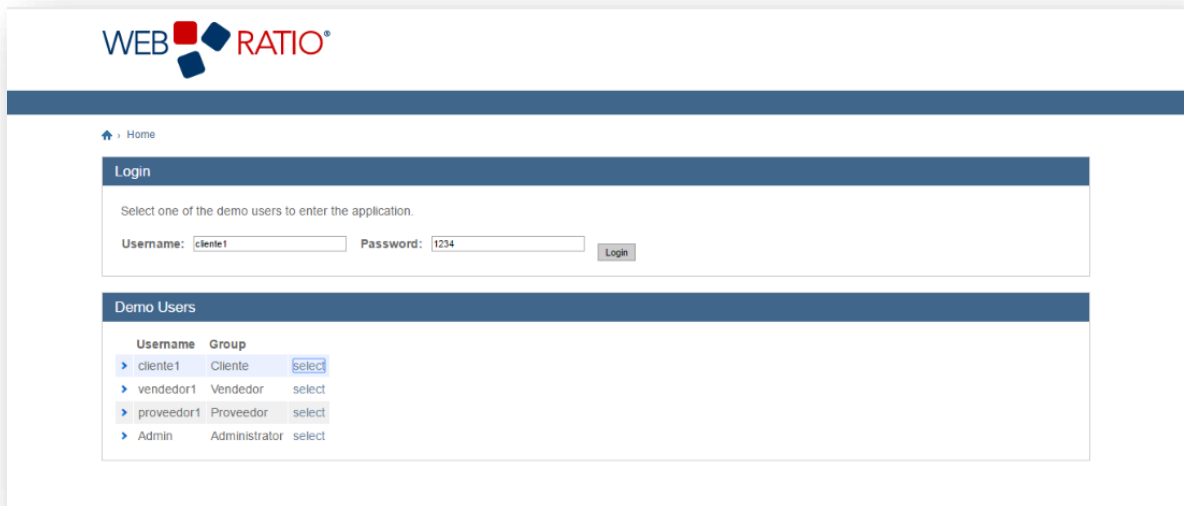 WEB RATIO®
› Home
Login
Select one of the demo users to enter the application.
Username: cliente1 Password: 1234 Login
Demo Users
Username Group
cliente1 Cliente select
vendedor1 Vendedor select
proveedor1 Proveedor select
Admin Administrator select